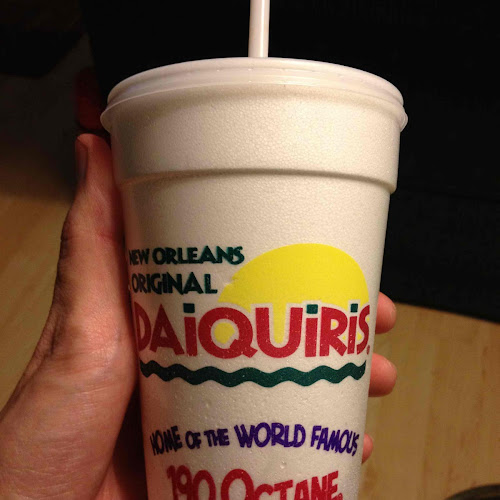 NEW ORLEANS
ORIGINAL
DAiQUiRiS®
HOME OF THE WORLD FAMOUS
190 OCTANE